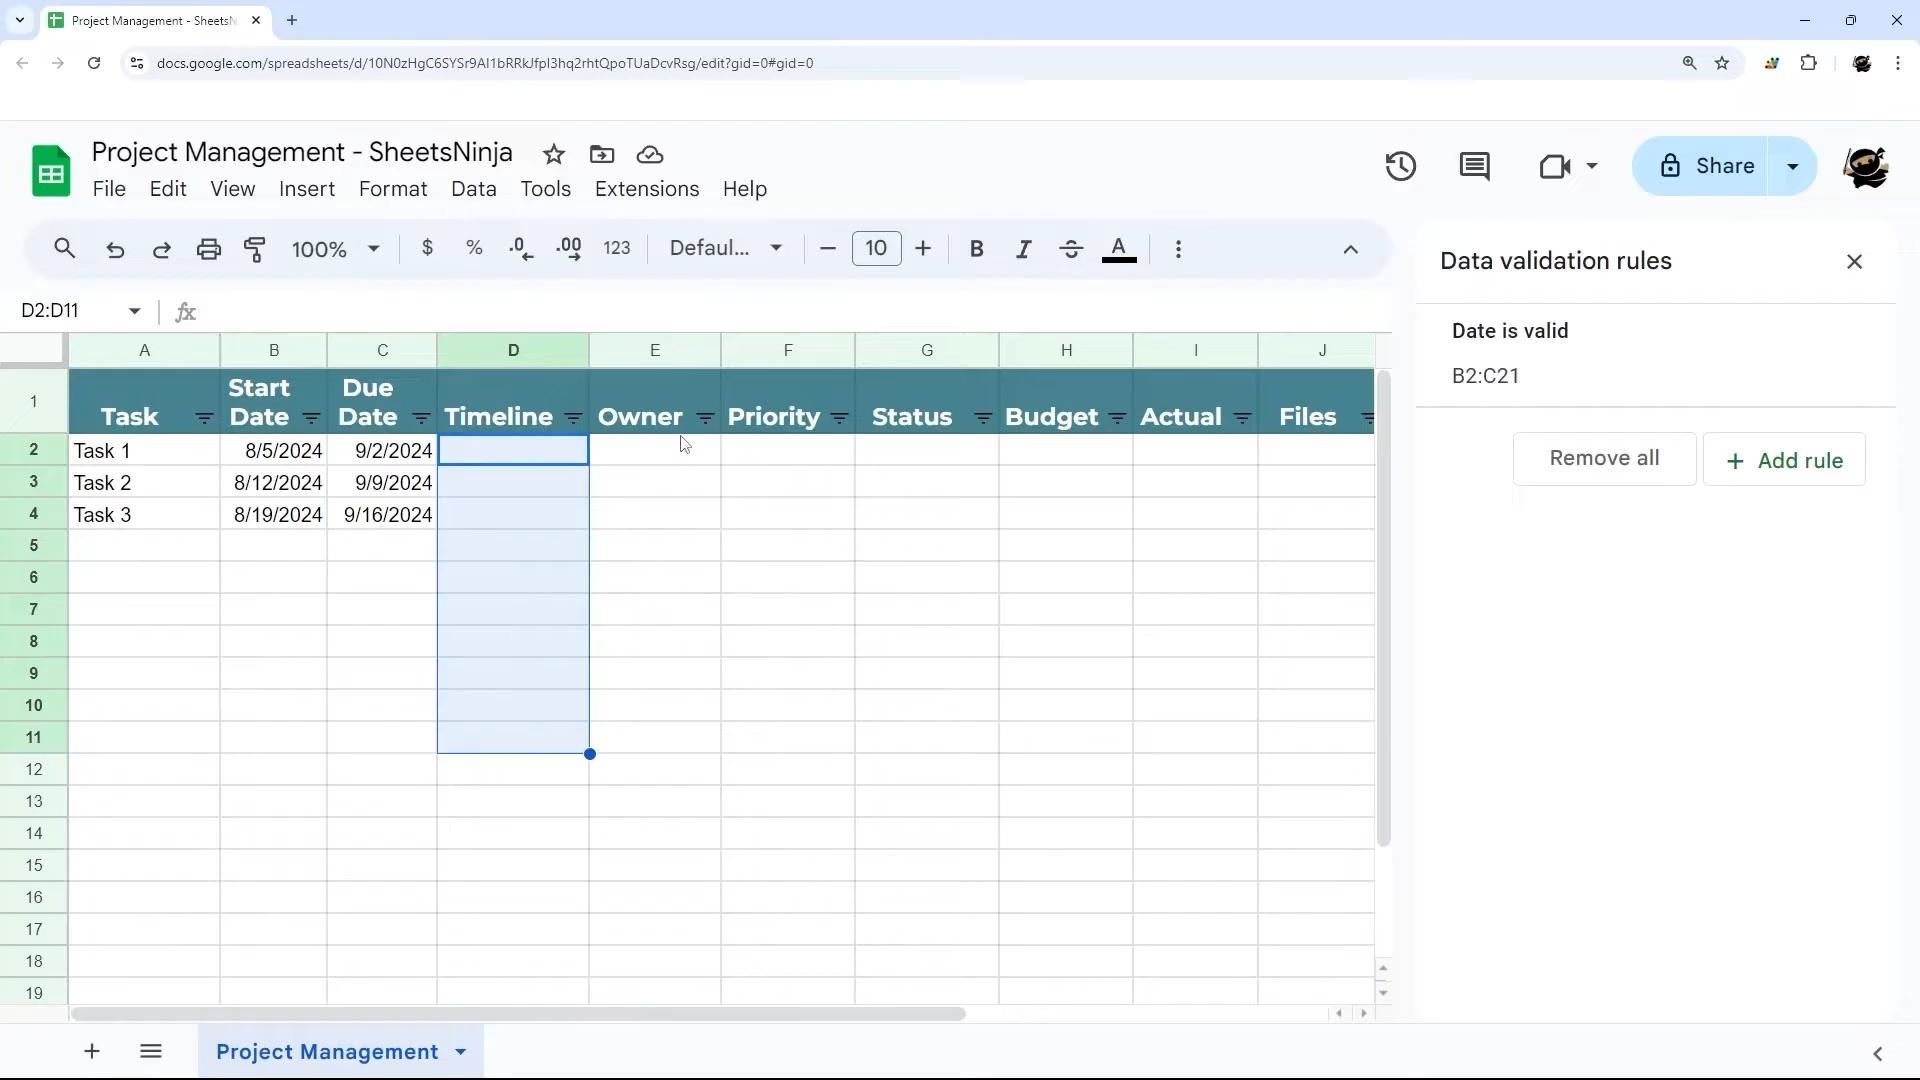 Project Management - SheetsN
docs.google.com/spreadsheets/d/10N0zHgC6SYSr9AI1bRRkJfpI3hq2rhtQpoTUaDcvRsg/edit?gid=0#gid=0
Project Management - SheetsNinja
File Edit View Insert Format Data Tools Extensions Help
Share
100% $ % .0 .00 123 Defaul... 10 B I S A
Data validation rules
D2:D11 fx
Date is valid
B2:C21
Remove all
Add rule
A B C D E F G H I J
1 Task Start Date Due Date Timeline Owner Priority Status Budget Actual Files
2 Task 1 8/5/2024 9/2/2024
3 Task 2 8/12/2024 9/9/2024
4 Task 3 8/19/2024 9/16/2024
5
6
7
8
9
10
11
12
13
14
15
16
17
18
19
Project Management